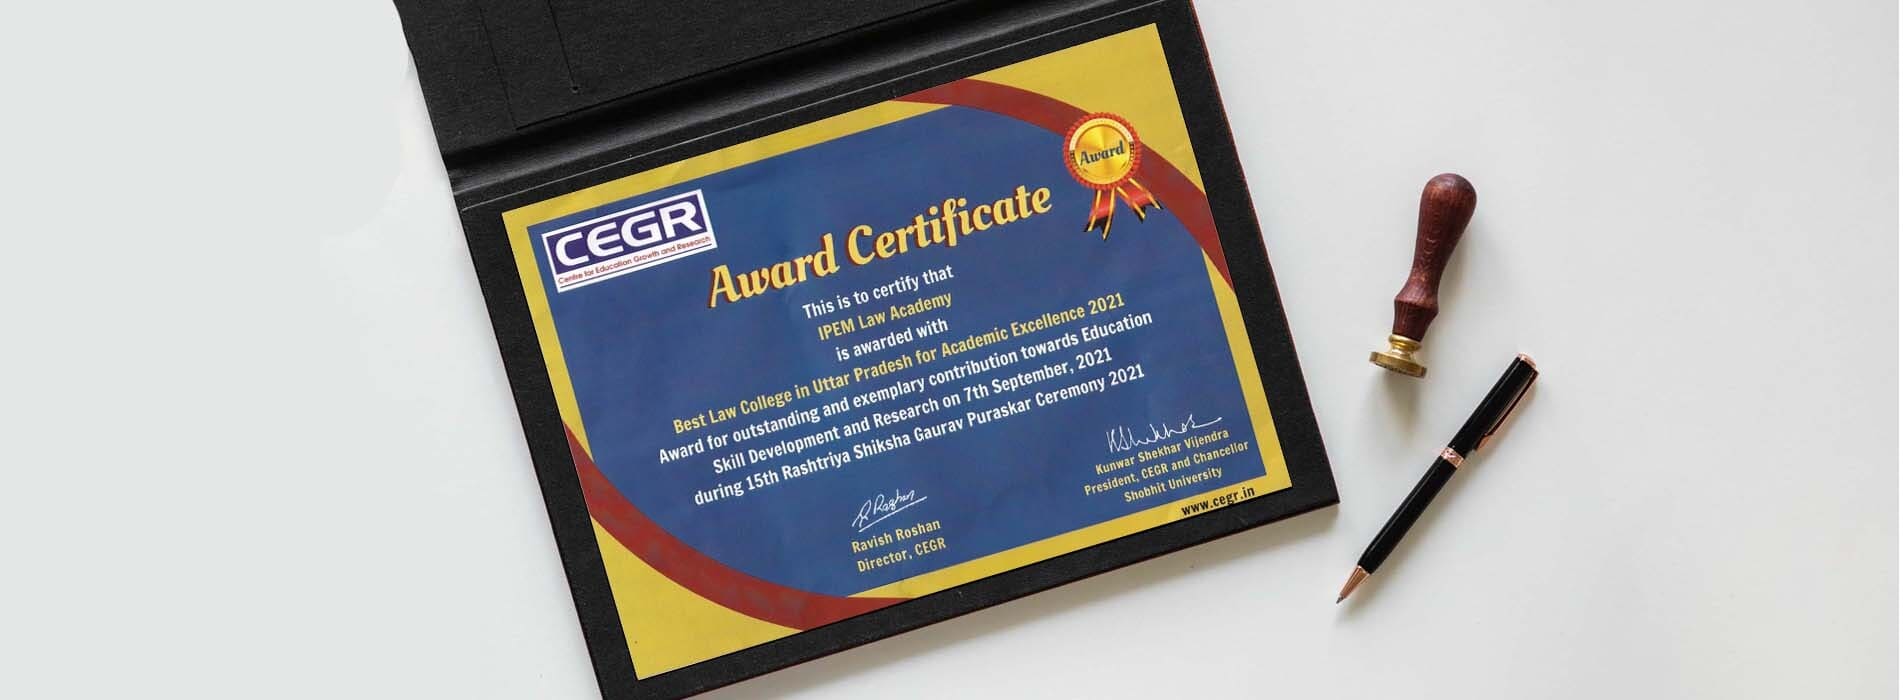 CEGR
Centre for Education Growth and Research
Award
Award Certificate
This is to certify that
IPEM Law Academy
is awarded with
Best Law College in Uttar Pradesh for Academic Excellence 2021
Award for outstanding and exemplary contribution towards Education
Skill Development and Research on 7th September, 2021
during 15th Rashtriya Shiksha Gaurav Puraskar Ceremony 2021
Ravish Roshan
Director, CEGR
Kunwar Shekhar Vijendra
President, CEGR and Chancellor
Shobhit University
www.cegr.in